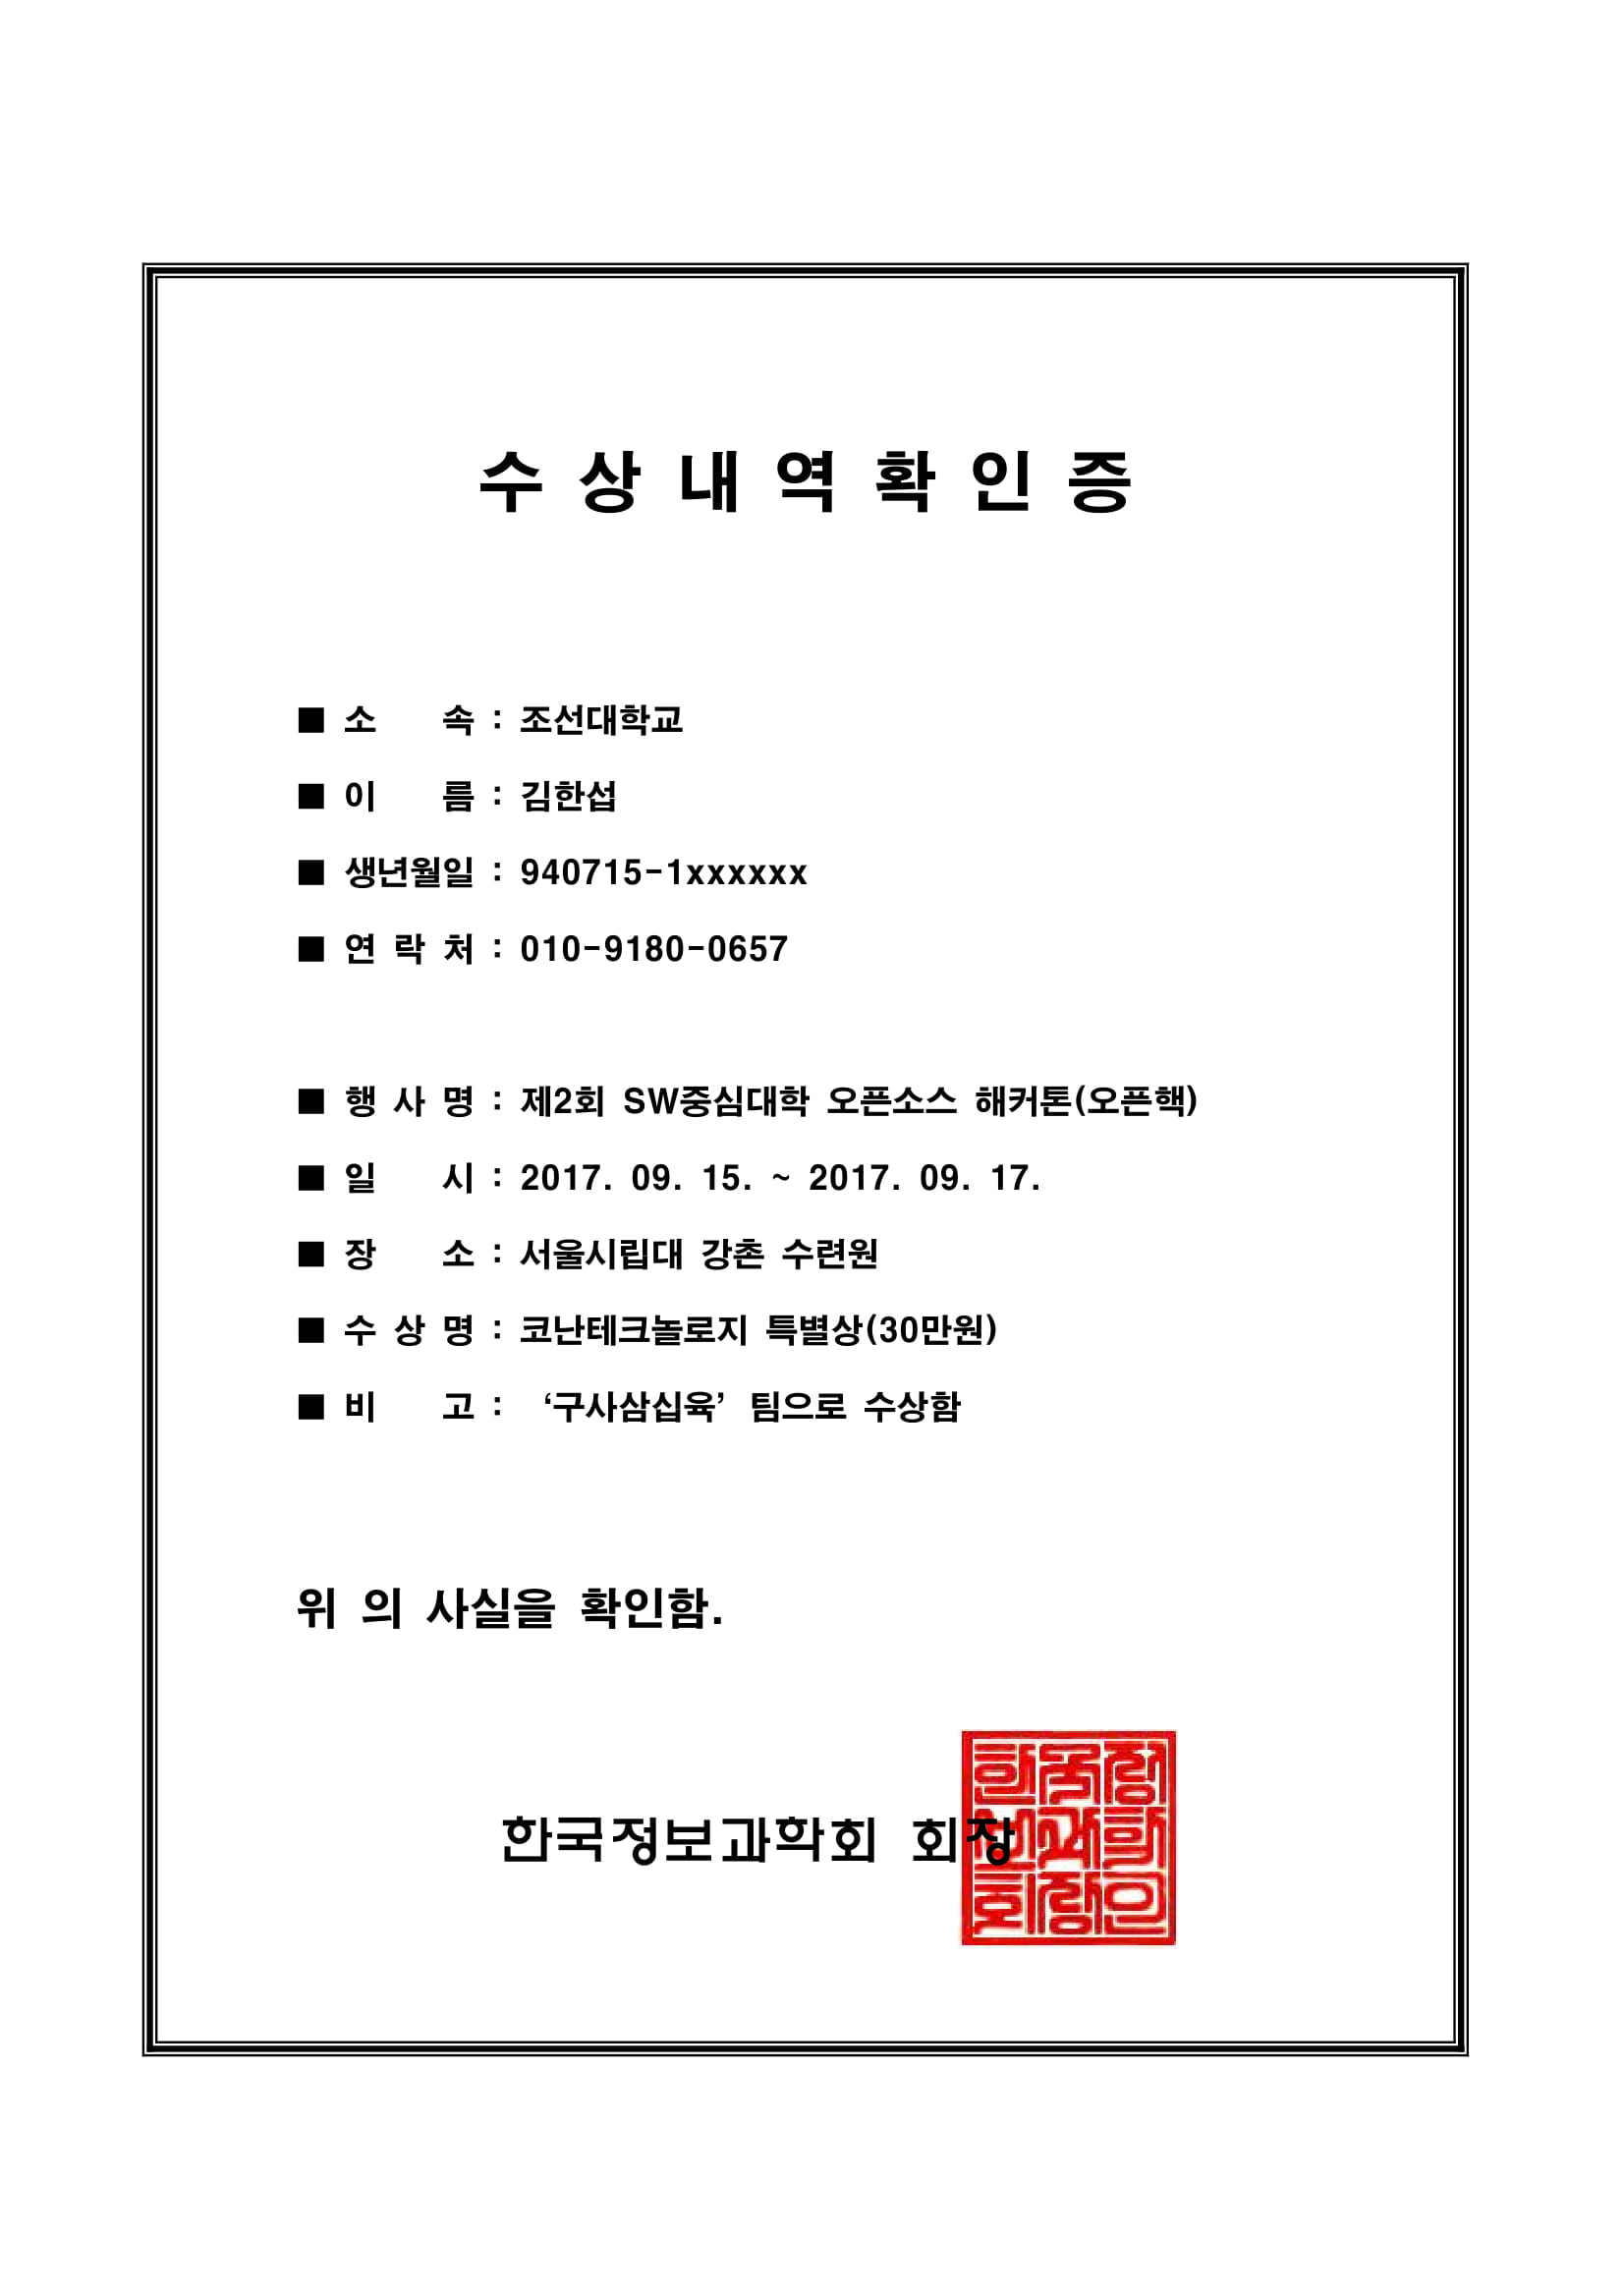 수 상 내 역 확 인 증
■ 소 속 : 조선대학교
■ 이 름 : 김한섭
■ 생년월일 : 940715-1xxxxxx
■ 연 락 처 : 010-9180-0657
■ 행 사 명 : 제2회 SW중심대학 오픈소스 해커톤(오픈핵)
■ 일 시 : 2017. 09. 15. ~ 2017. 09. 17.
■ 장 소 : 서울시립대 강촌 수련원
■ 수 상 명 : 코난테크놀로지 특별상(30만원)
■ 비 고 : ‘구사삼십육’ 팀으로 수상함
위 의 사실을 확인함.
한국정보과학회 회장
한국정
보과학
회장인